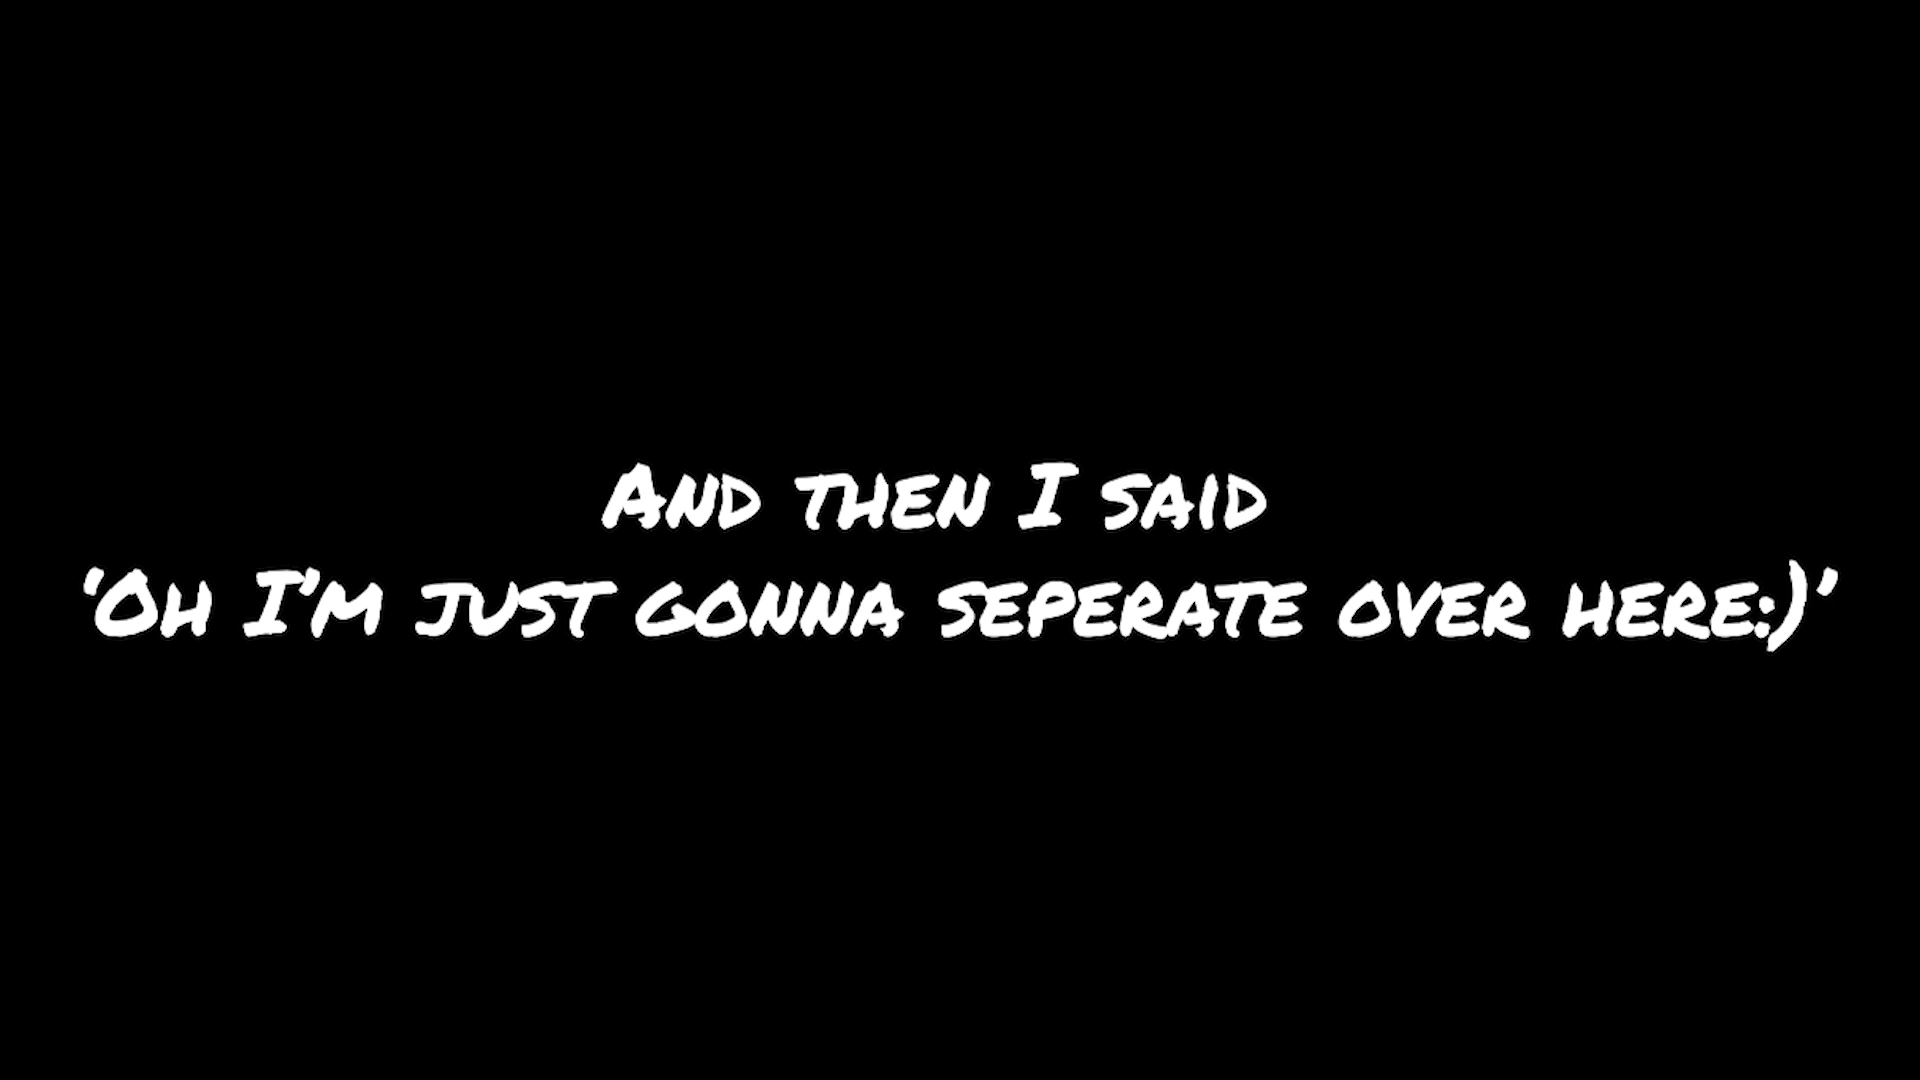 And then I said
‘Oh I’m just gonna seperate over here:)’